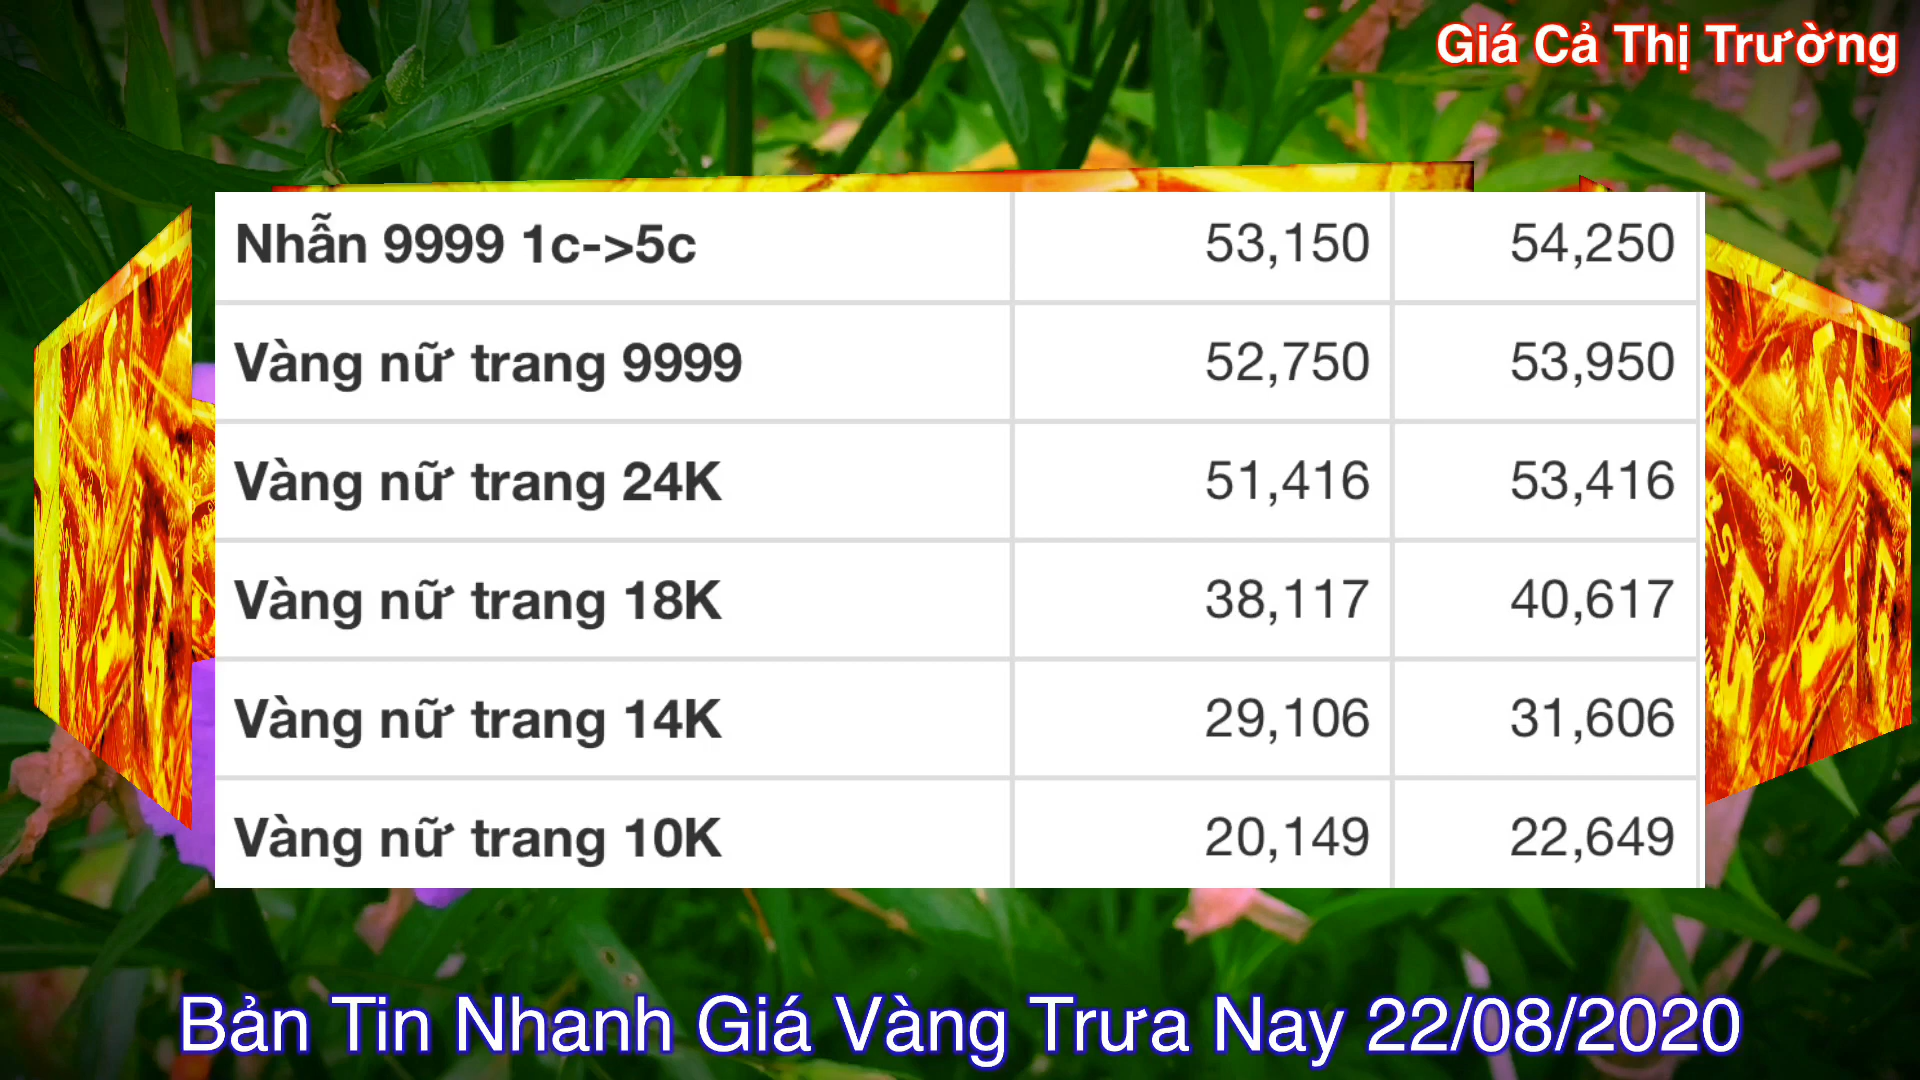 Giá Cả Thị Trường
Nhẫn 9999 1c->5c 53,150 54,250
Vàng nữ trang 9999 52,750 53,950
Vàng nữ trang 24K 51,416 53,416
Vàng nữ trang 18K 38,117 40,617
Vàng nữ trang 14K 29,106 31,606
Vàng nữ trang 10K 20,149 22,649
Bản Tin Nhanh Giá Vàng Trưa Nay 22/08/2020